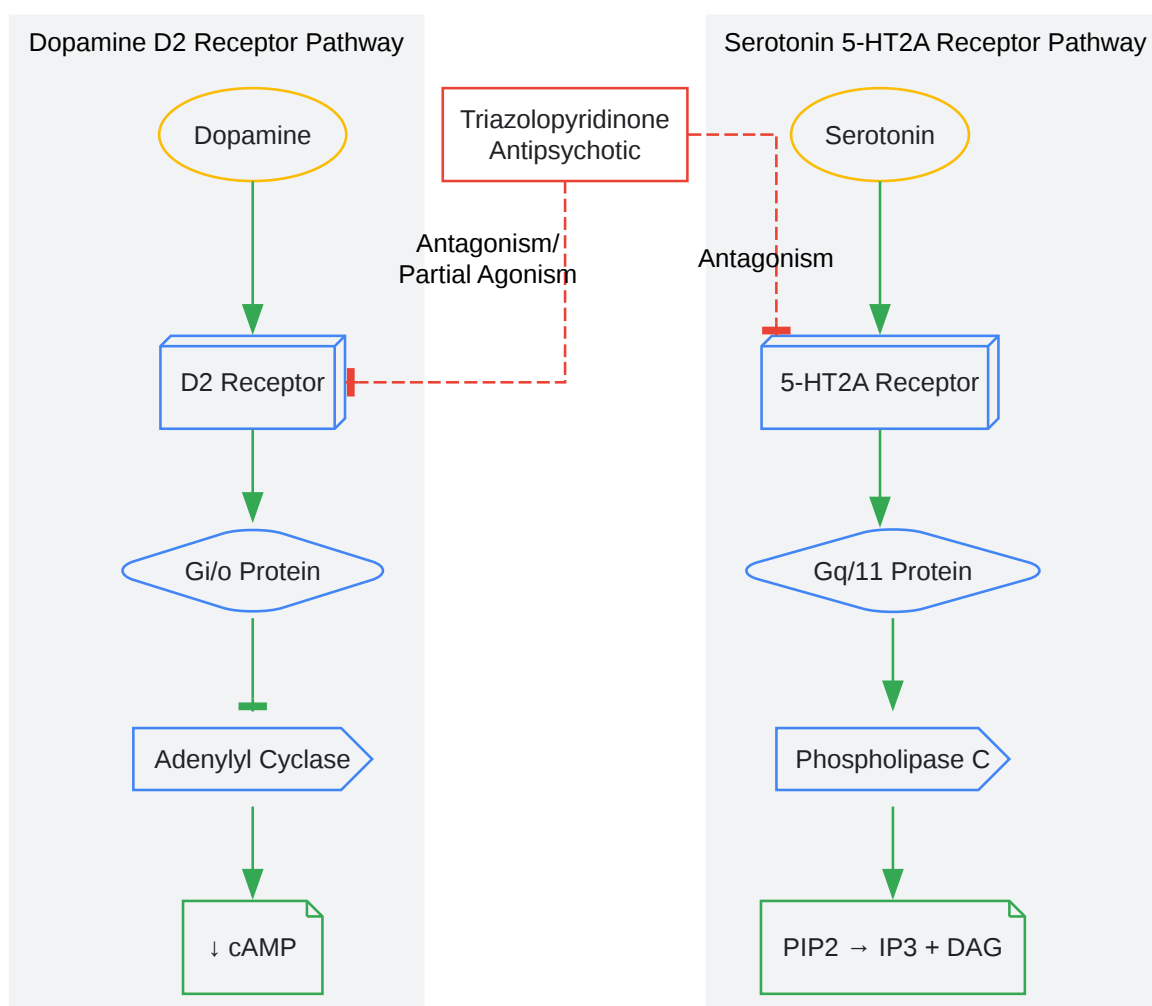 Dopamine D2 Receptor Pathway
Serotonin 5-HT2A Receptor Pathway
Dopamine
Triazolopyridinone
Antipsychotic
Serotonin
Antagonism/
Partial Agonism
Antagonism
D2 Receptor
5-HT2A Receptor
Gi/o Protein
Gq/11 Protein
Adenylyl Cyclase
Phospholipase C
↓ cAMP
PIP2 → IP3 + DAG